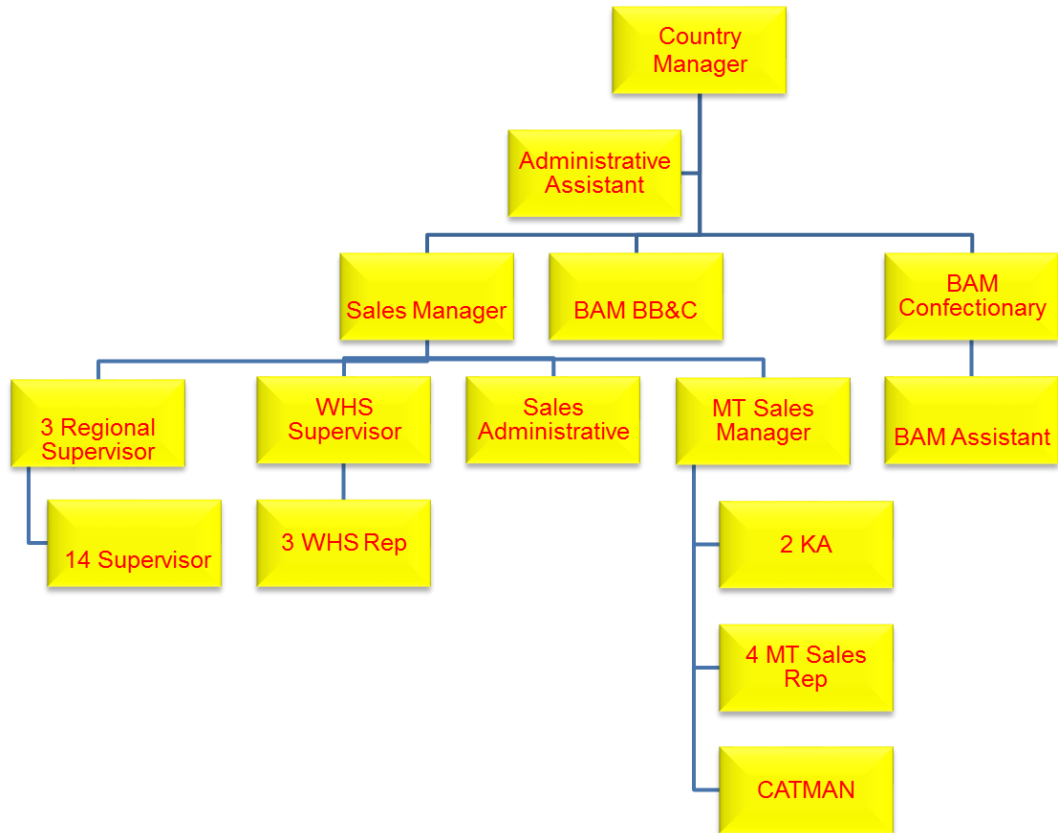 Country
Manager
Administrative
Assistant
Sales Manager
BAM BB&C
BAM
Confectionary
3 Regional
Supervisor
WHS
Supervisor
Sales
Administrative
MT Sales
Manager
BAM Assistant
14 Supervisor
3 WHS Rep
2 KA
4 MT Sales
Rep
CATMAN